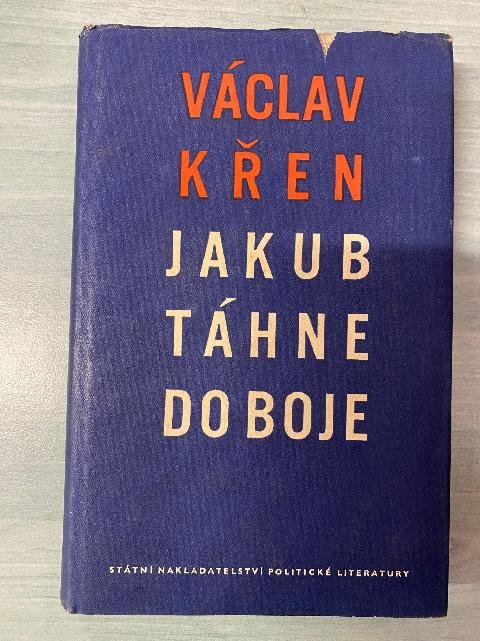 VÁCLAV
KŘEN
JAKUB
TÁHNE
DO BOJE
STÁTNÍ NAKLADATELSTVÍ POLITICKÉ LITERATURY